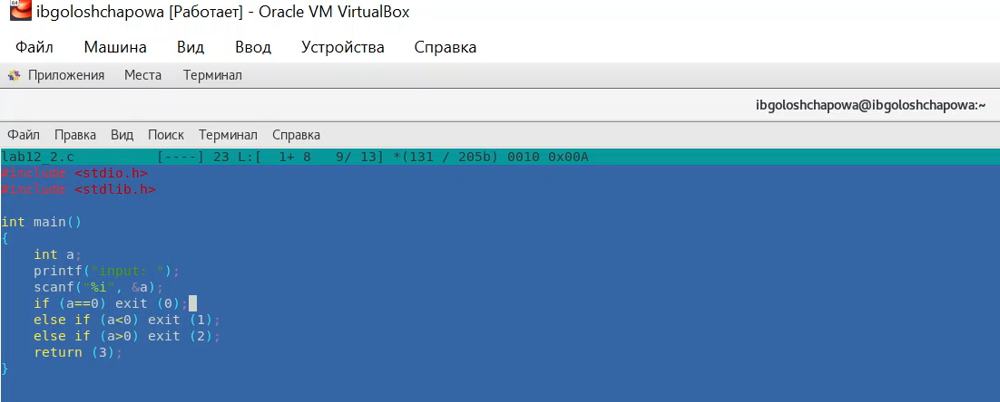 ibgoloshchapowa [Работает] - Oracle VM VirtualBox
Файл Машина Вид Ввод Устройства Справка
Приложения Места Терминал
ibgoloshchapowa@ibgoloshchapowa:~
Файл Правка Вид Поиск Терминал Справка
lab12_2.c [----] 23 L:[ 1+ 8 9/ 13] *(131 / 205b) 0010 0x00A
#include <stdio.h>
#include <stdlib.h>
int main()
{
int a;
printf("input: ");
scanf("%i", &a);
if (a==0) exit (0);
else if (a<0) exit (1);
else if (a>0) exit (2);
return (3);
}